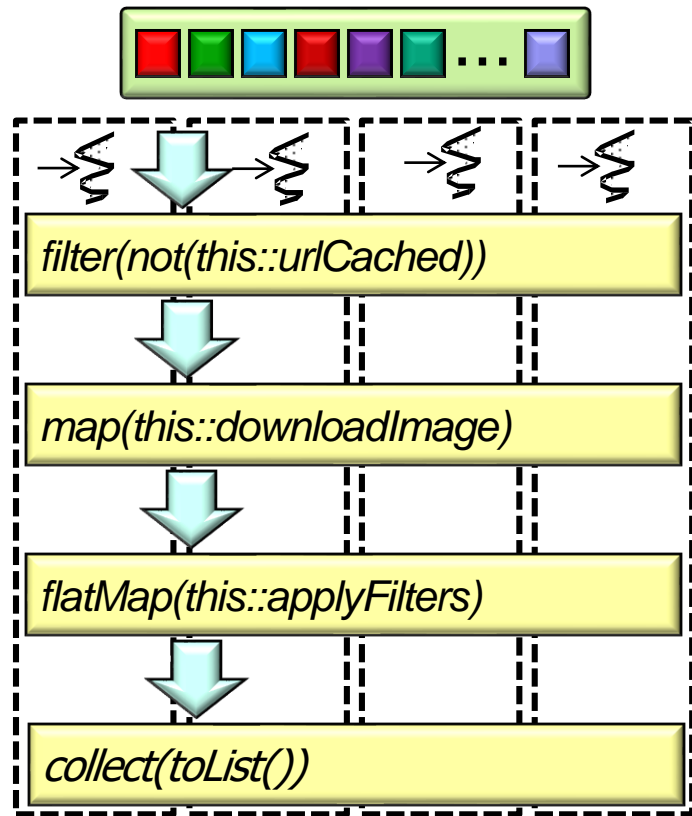 ...
filter(not(this::urlCached))
map(this::downloadImage)
flatMap(this::applyFilters)
collect(toList())